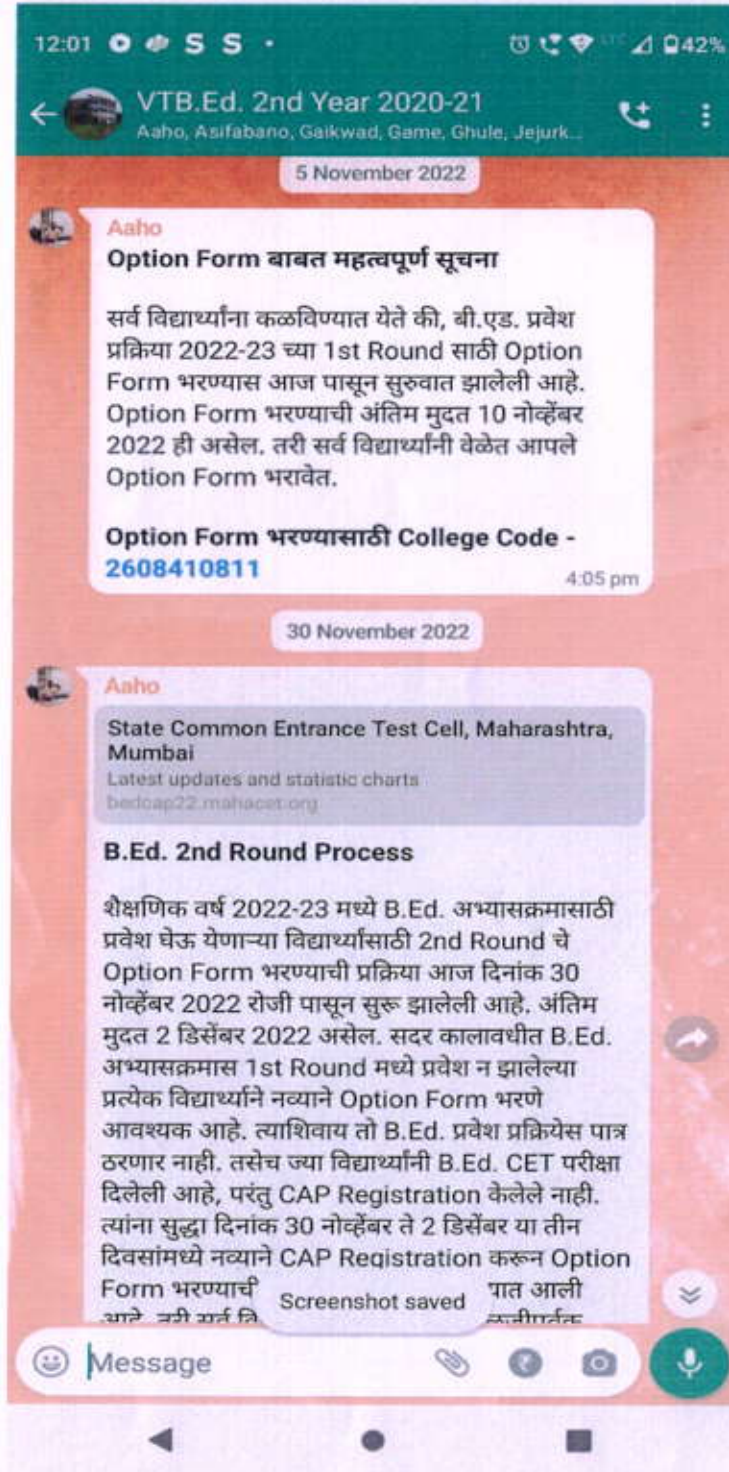 12:01 S S
42%
VTB.Ed. 2nd Year 2020-21
Aaho, Asifabano, Gaikwad, Game, Ghule, Jejurk...
5 November 2022
Aaho
Option Form बाबत महत्वपूर्ण सूचना
सर्व विद्यार्थ्यांना कळविण्यात येते की, बी.एड. प्रवेश
प्रक्रिया 2022-23 च्या 1st Round साठी Option
Form भरण्यास आज पासून सुरुवात झालेली आहे.
Option Form भरण्याची अंतिम मुदत 10 नोव्हेंबर
2022 ही असेल. तरी सर्व विद्यार्थ्यांनी वेळेत आपले
Option Form भरावेत.
Option Form भरण्यासाठी College Code -
2608410811
4:05 pm
30 November 2022
Aaho
State Common Entrance Test Cell, Maharashtra,
Mumbai
Latest updates and statistic charts
bedcap22.mahacet.org
B.Ed. 2nd Round Process
शैक्षणिक वर्ष 2022-23 मध्ये B.Ed. अभ्यासक्रमासाठी
प्रवेश घेऊ येणाऱ्या विद्यार्थ्यांसाठी 2nd Round चे
Option Form भरण्याची प्रक्रिया आज दिनांक 30
नोव्हेंबर 2022 रोजी पासून सुरू झालेली आहे. अंतिम
मुदत 2 डिसेंबर 2022 असेल. सदर कालावधीत B.Ed.
अभ्यासक्रमास 1st Round मध्ये प्रवेश न झालेल्या
प्रत्येक विद्यार्थ्याने नव्याने Option Form भरणे
आवश्यक आहे. त्याशिवाय तो B.Ed. प्रवेश प्रक्रियेस पात्र
ठरणार नाही. तसेच ज्या विद्यार्थ्यांनी B.Ed. CET परीक्षा
दिलेली आहे, परंतु CAP Registration केलेले नाही.
त्यांना सुद्धा दिनांक 30 नोव्हेंबर ते 2 डिसेंबर या तीन
दिवसांमध्ये नव्याने CAP Registration करून Option
Form भरण्याची पात आली
आहे. तरी सर्व
Screenshot saved
Message